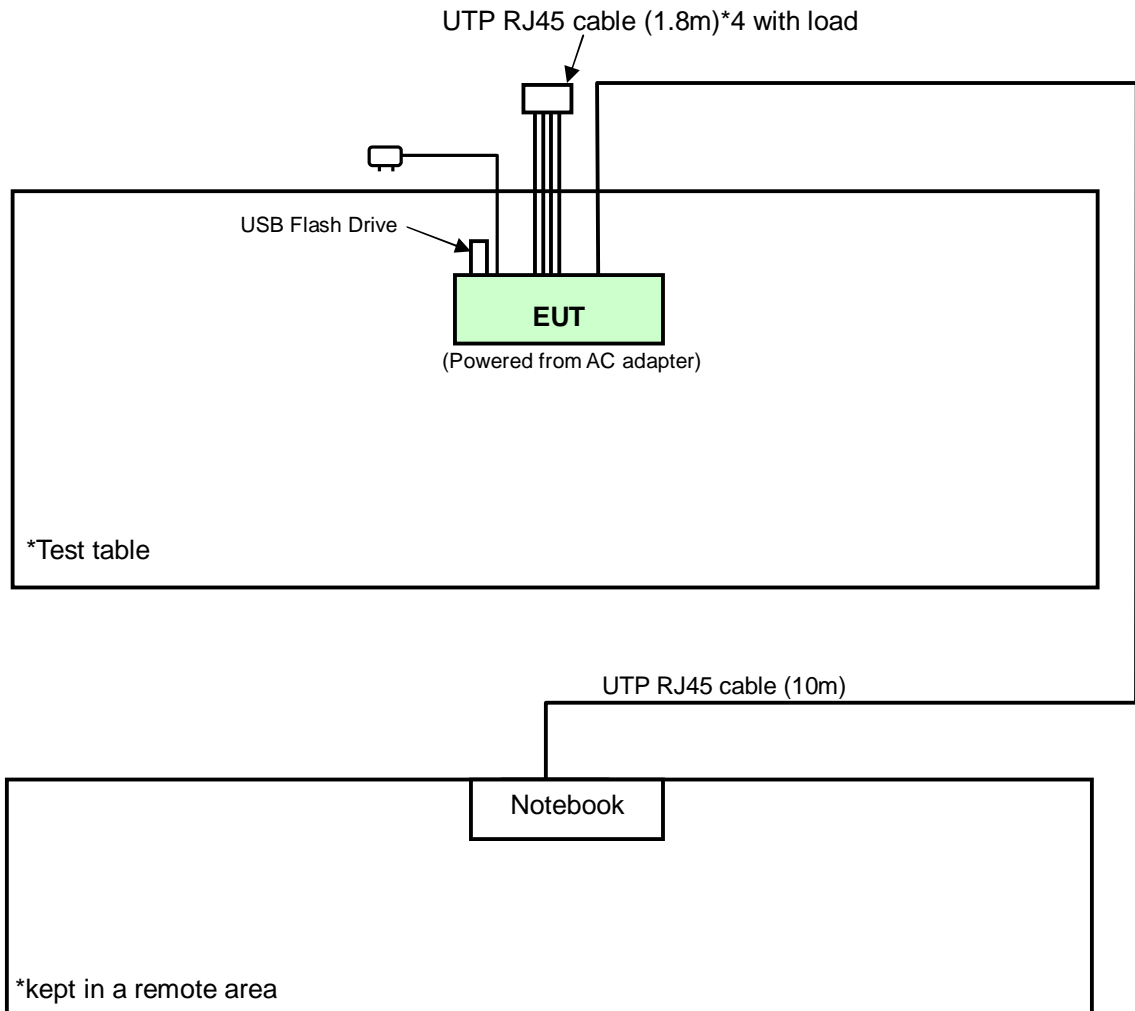 UTP RJ45 cable (1.8m)*4 with load
USB Flash Drive
EUT
(Powered from AC adapter)
*Test table
UTP RJ45 cable (10m)
Notebook
*kept in a remote area